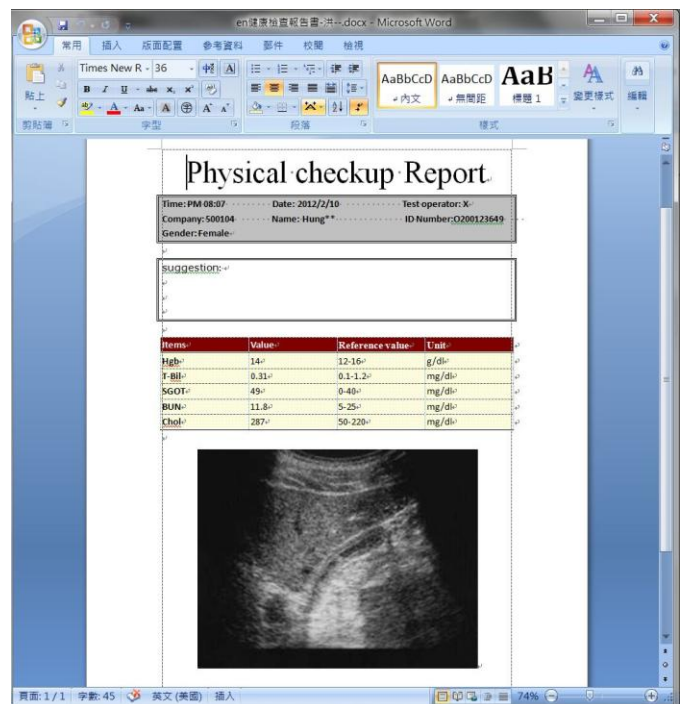 en健康檢查報告書-洪--.docx - Microsoft Word
常用 插入 版面配置 參考資料 郵件 校閱 檢視
Times New R 36
AaBbCcD AaBbCcD AaB
貼上 內文 無間距 標題 1 變更樣式 編輯
剪貼簿 字型 段落 樣式
Physical checkup Report
Time: PM 08:07 Date: 2012/2/10 Test operator: X
Company: 500104 Name: Hung** ID Number:O200123649
Gender: Female
suggestion:
Items Value Reference value Unit
Hgb 14 12-16 g/dl
T-Bil 0.31 0.1-1.2 mg/dl
SGOT 49 0-40 mg/dl
BUN 11.8 5-25 mg/dl
Chol 287 50-220 mg/dl
頁面: 1 / 1 字數: 45 英文 (美國) 插入 74%